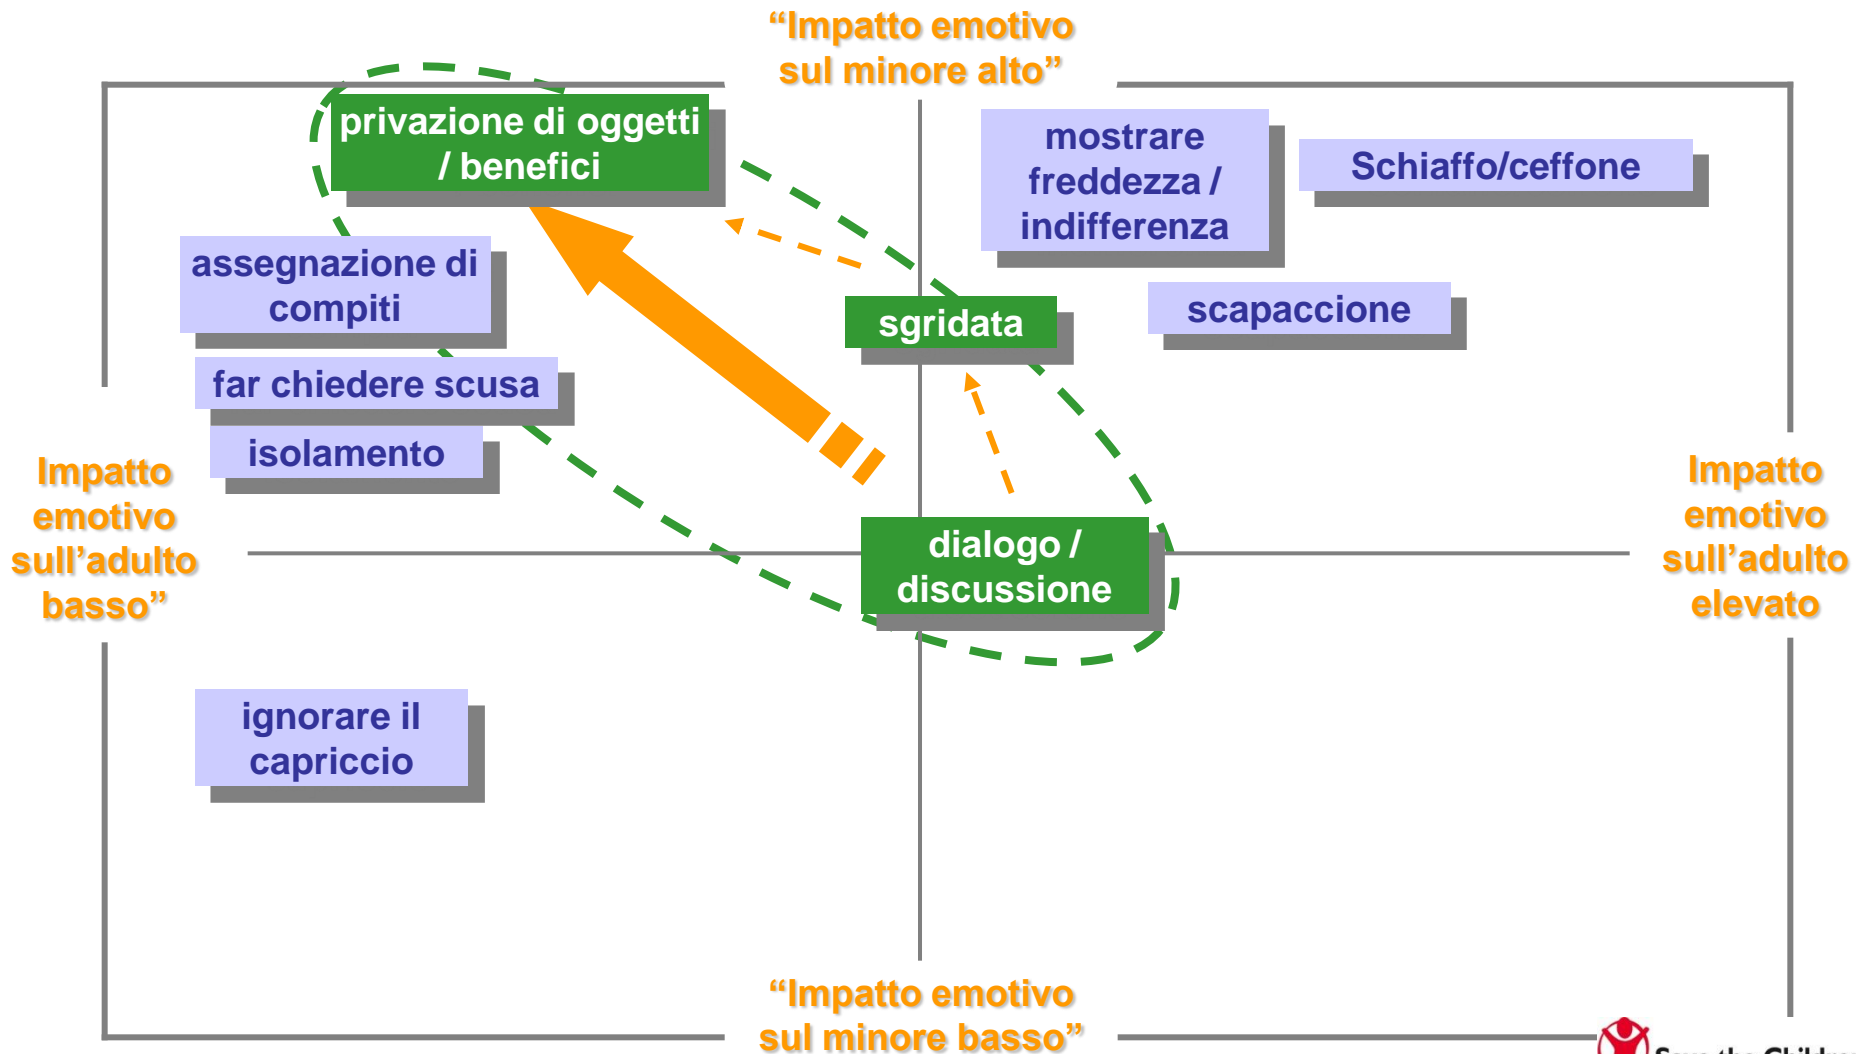 “Impatto emotivo
sul minore alto”
privazione di oggetti
/ benefici
mostrare
freddezza /
indifferenza
Schiaffo/ceffone
assegnazione di
compiti
sgridata
scapaccione
far chiedere scusa
isolamento
Impatto
emotivo
sull’adulto
basso”
Impatto
emotivo
sull’adulto
elevato
dialogo /
discussione
ignorare il
capriccio
“Impatto emotivo
sul minore basso”
Save the